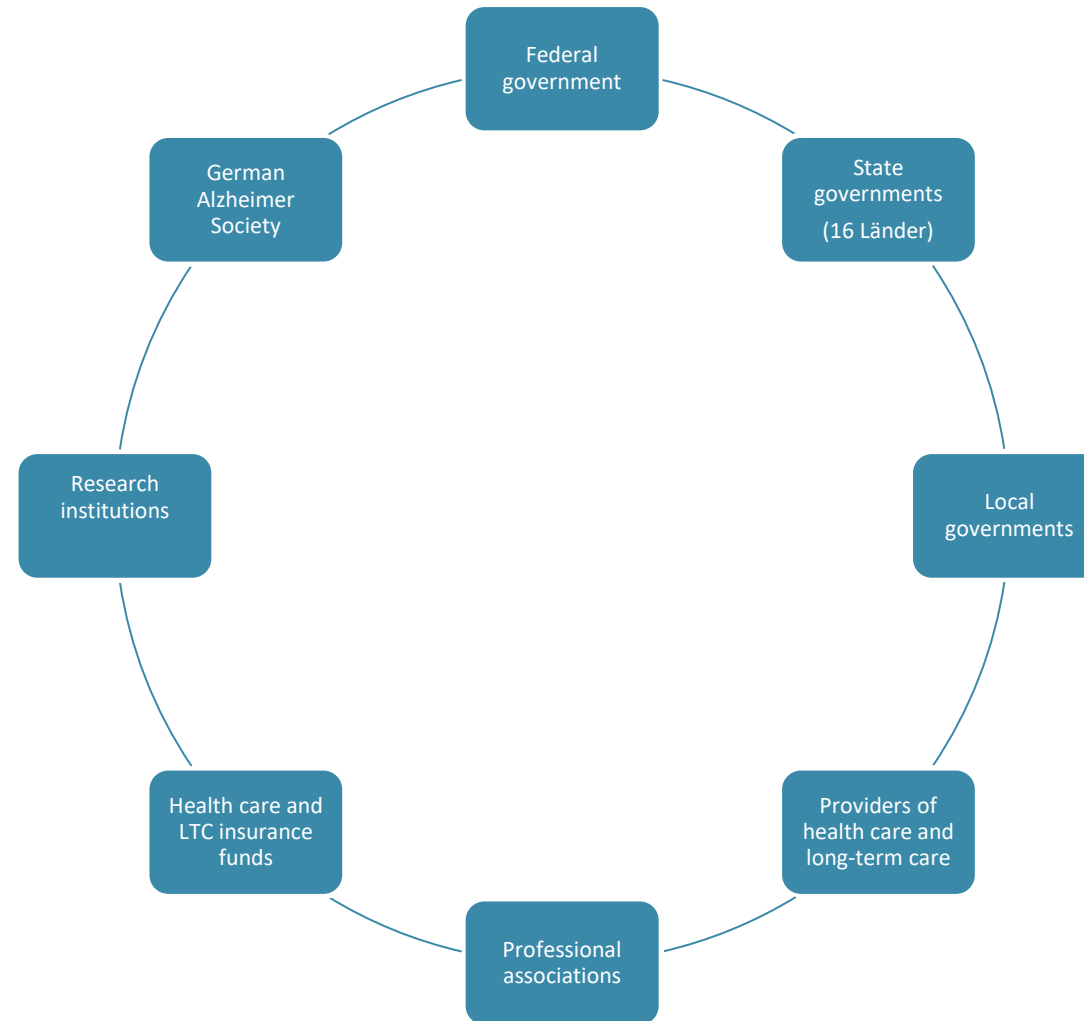 Federal
government
State
governments
(16 Länder)
Local
governments
Providers of
health care and
long-term care
Professional
associations
Health care and
LTC insurance
funds
Research
institutions
German
Alzheimer
Society